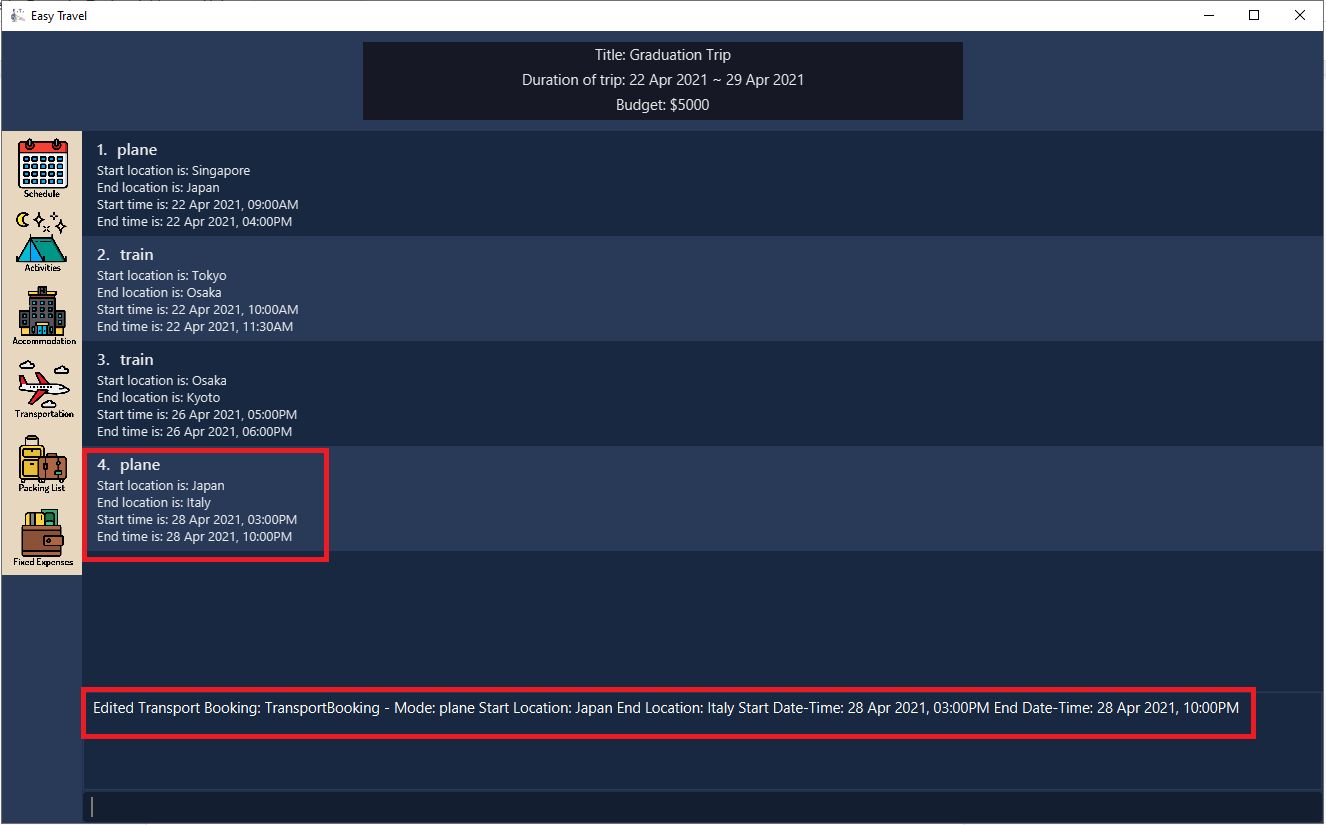 Easy Travel
Title: Graduation Trip
Duration of trip: 22 Apr 2021 ~ 29 Apr 2021
Budget: $5000
Schedule
Activities
Accommodation
Transportation
Packing List
Fixed Expenses
1. plane
Start location is: Singapore
End location is: Japan
Start time is: 22 Apr 2021, 09:00AM
End time is: 22 Apr 2021, 04:00PM
2. train
Start location is: Tokyo
End location is: Osaka
Start time is: 22 Apr 2021, 10:00AM
End time is: 22 Apr 2021, 11:30AM
3. train
Start location is: Osaka
End location is: Kyoto
Start time is: 26 Apr 2021, 05:00PM
End time is: 26 Apr 2021, 06:00PM
4. plane
Start location is: Japan
End location is: Italy
Start time is: 28 Apr 2021, 03:00PM
End time is: 28 Apr 2021, 10:00PM
Edited Transport Booking: TransportBooking - Mode: plane Start Location: Japan End Location: Italy Start Date-Time: 28 Apr 2021, 03:00PM End Date-Time: 28 Apr 2021, 10:00PM